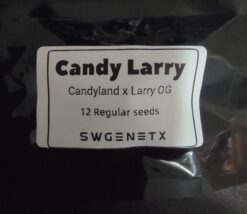 Candy Larry
Candyland x Larry OG
12 Regular seeds
SWGENETX